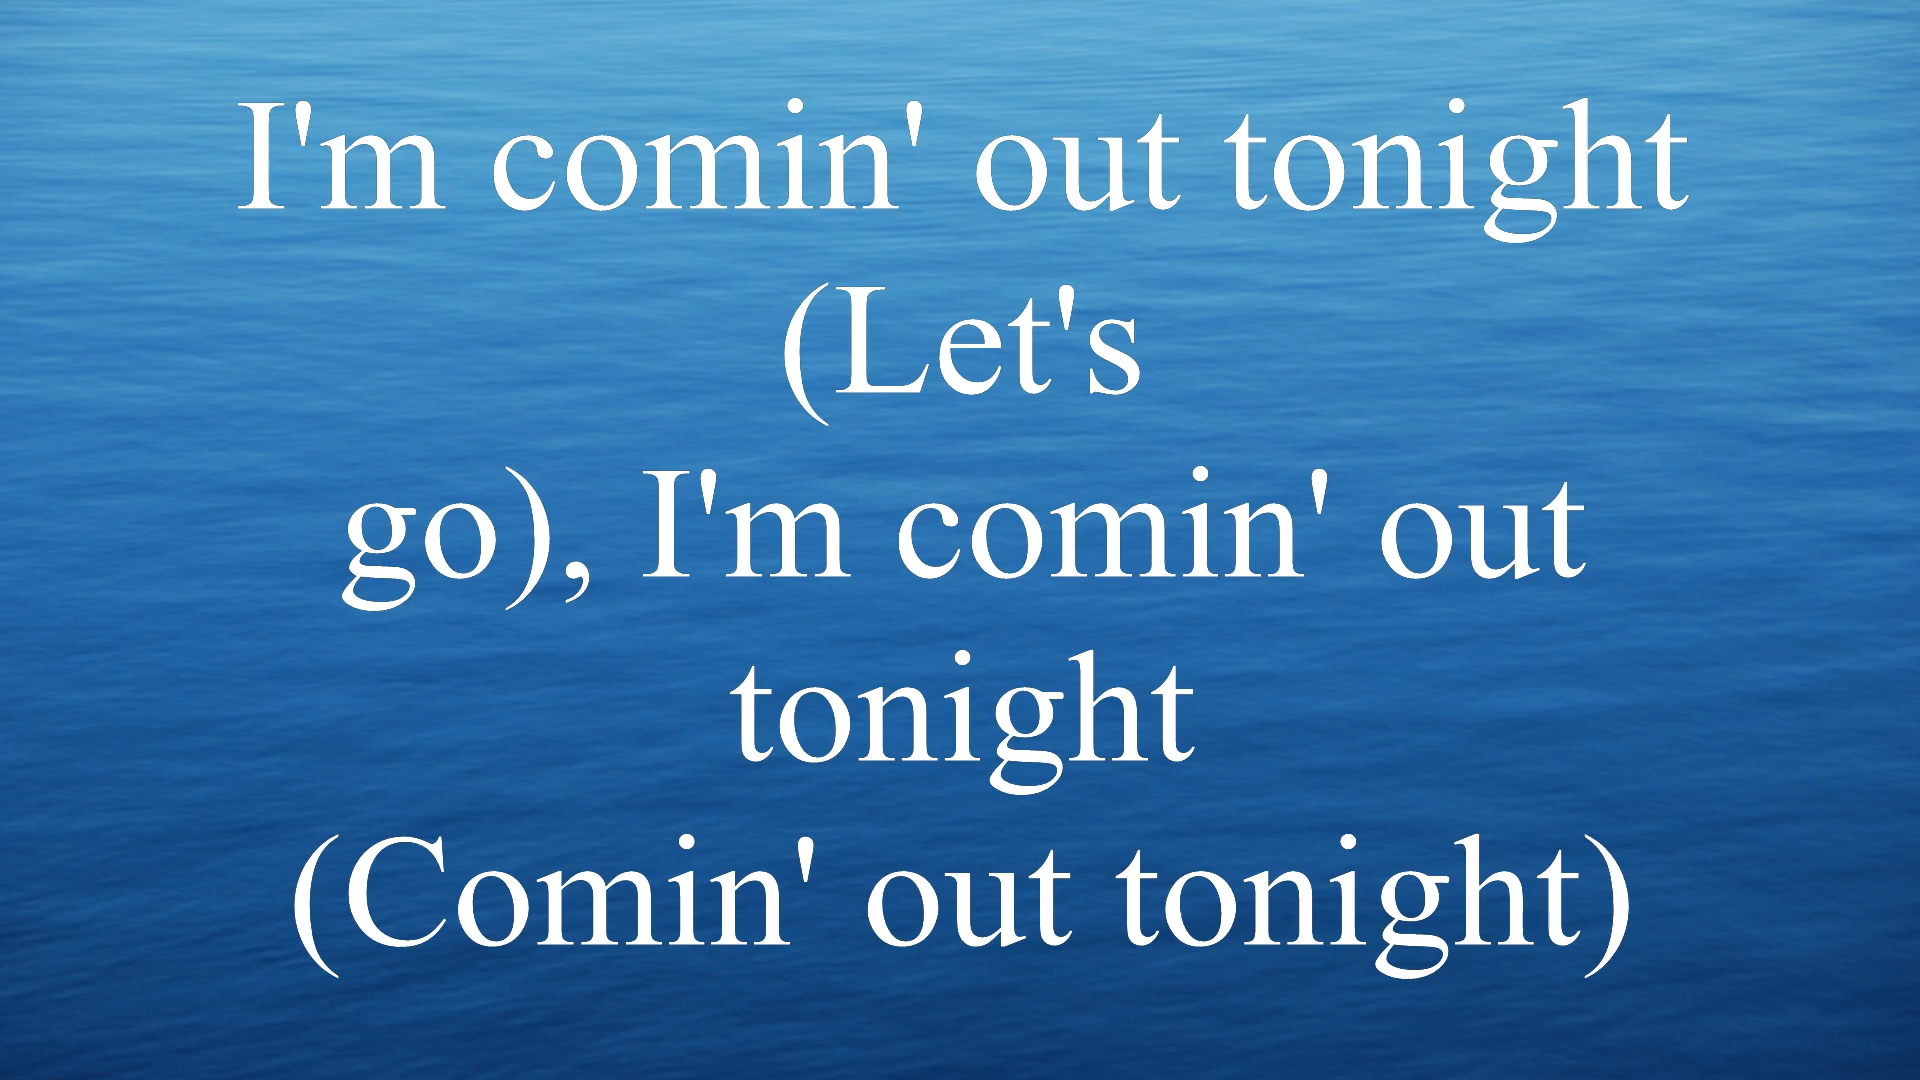 I'm comin' out tonight
(Let's
go), I'm comin' out
tonight
(Comin' out tonight)